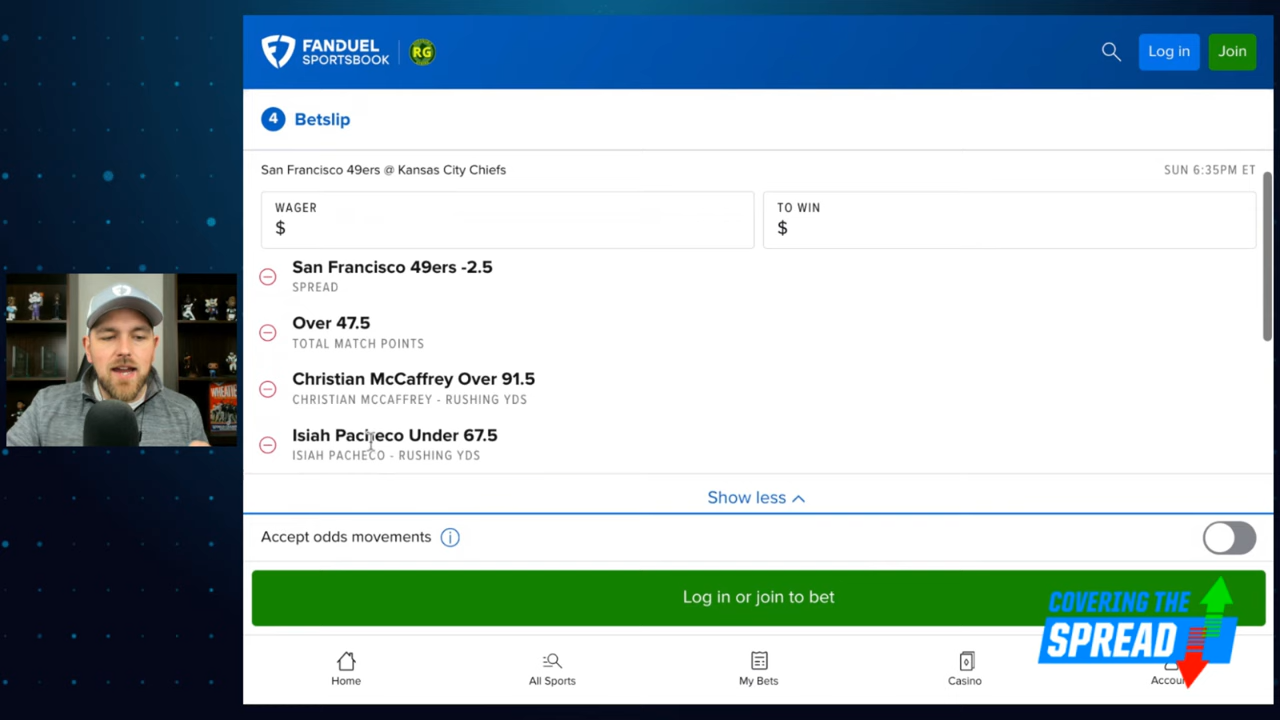 FANDUEL
SPORTSBOOK
RG
Log in
Join
4
Betslip
San Francisco 49ers @ Kansas City Chiefs
SUN 6:35PM ET
WAGER
$
TO WIN
$
San Francisco 49ers -2.5
SPREAD
Over 47.5
TOTAL MATCH POINTS
Christian McCaffrey Over 91.5
CHRISTIAN MCCAFFREY - RUSHING YDS
Isiah Pacheco Under 67.5
ISIAH PACHECO - RUSHING YDS
Show less
Accept odds movements
Log in or join to bet
COVERING THE
SPREAD
Home
All Sports
My Bets
Casino
Accou
WHEATIES